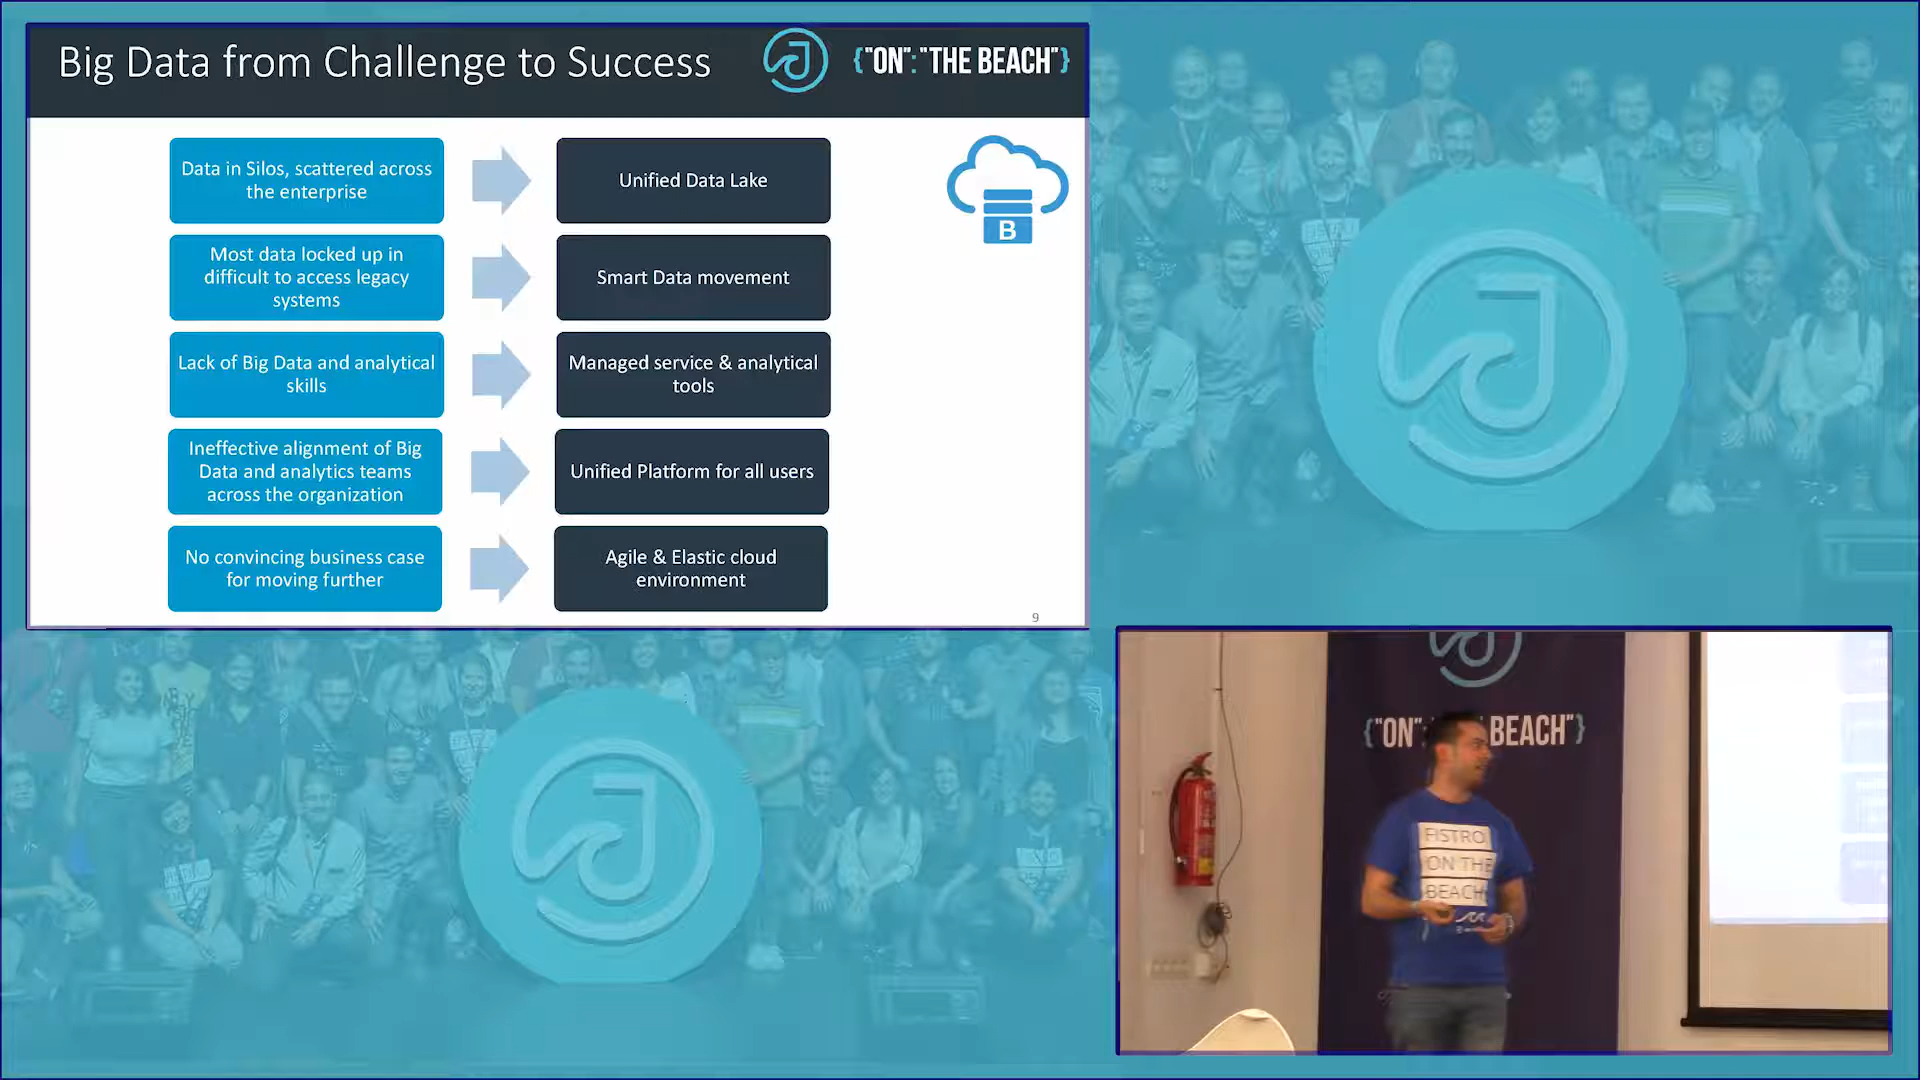 Big Data from Challenge to Success
{"ON":"THE BEACH"}
Data in Silos, scattered across
the enterprise
Unified Data Lake
B
Most data locked up in
difficult to access legacy
systems
Smart Data movement
Lack of Big Data and analytical
skills
Managed service & analytical
tools
Ineffective alignment of Big
Data and analytics teams
across the organization
Unified Platform for all users
No convincing business case
for moving further
Agile & Elastic cloud
environment
9
{"ON" BEACH"}
FISTRO
ON THE
BEACH